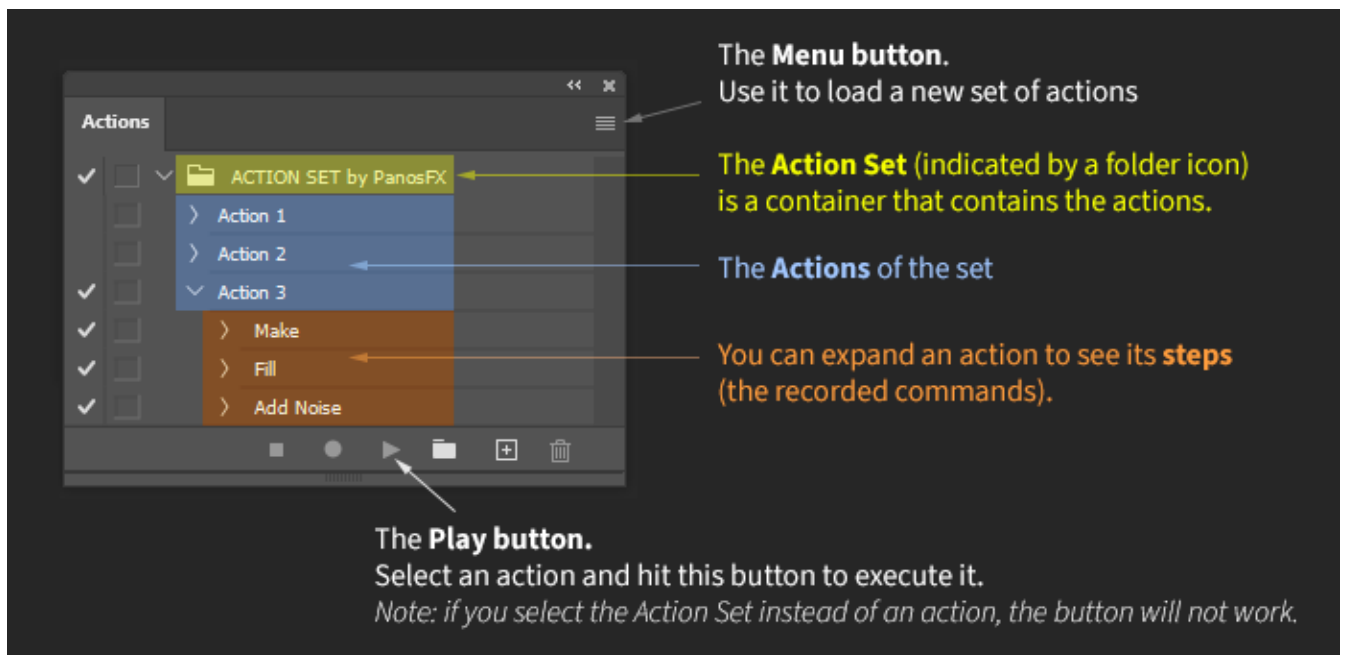 The Menu button.
Use it to load a new set of actions
Actions
ACTION SET by PanosFX
The Action Set (indicated by a folder icon)
is a container that contains the actions.
Action 1
Action 2
The Actions of the set
Action 3
Make
Fill
You can expand an action to see its steps
(the recorded commands).
Add Noise
The Play button.
Select an action and hit this button to execute it.
Note: if you select the Action Set instead of an action, the button will not work.